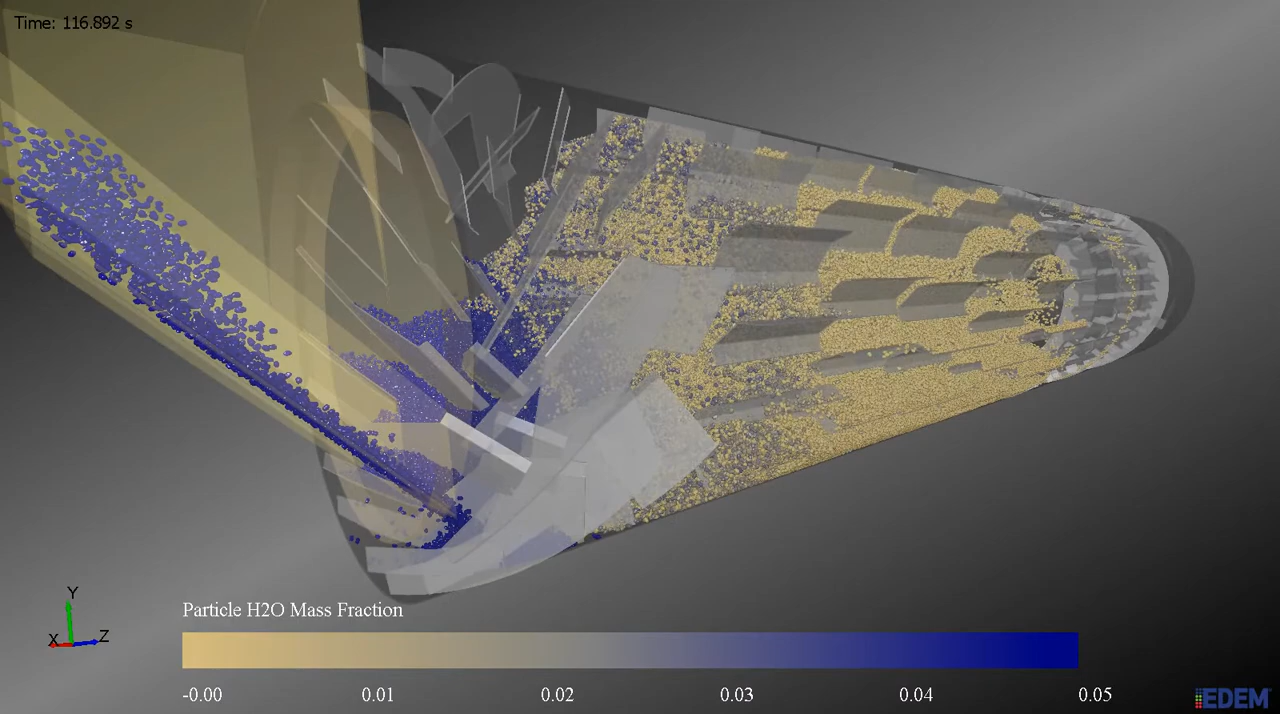 Time: 116.892 s
Y
X Z
Particle H2O Mass Fraction
-0.00 0.01 0.02 0.03 0.04 0.05
EDEM